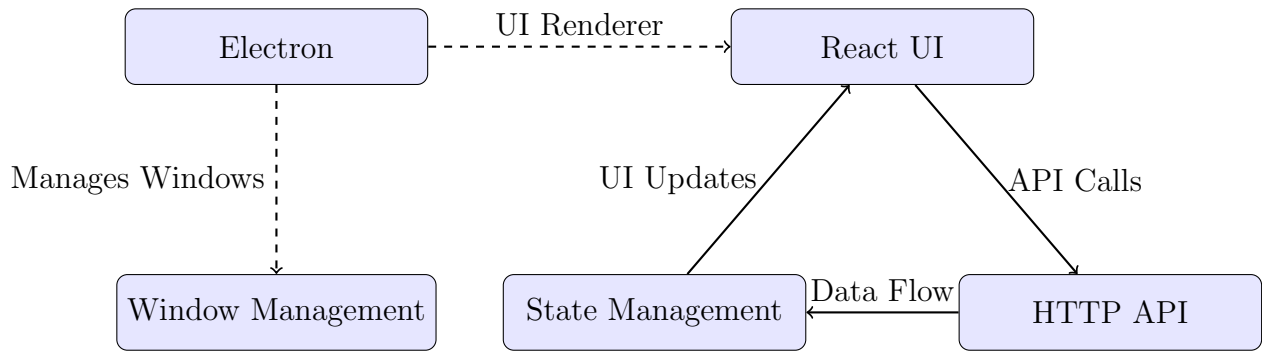 Electron
UI Renderer
React UI
Manages Windows
UI Updates
API Calls
Window Management
State Management
Data Flow
HTTP API